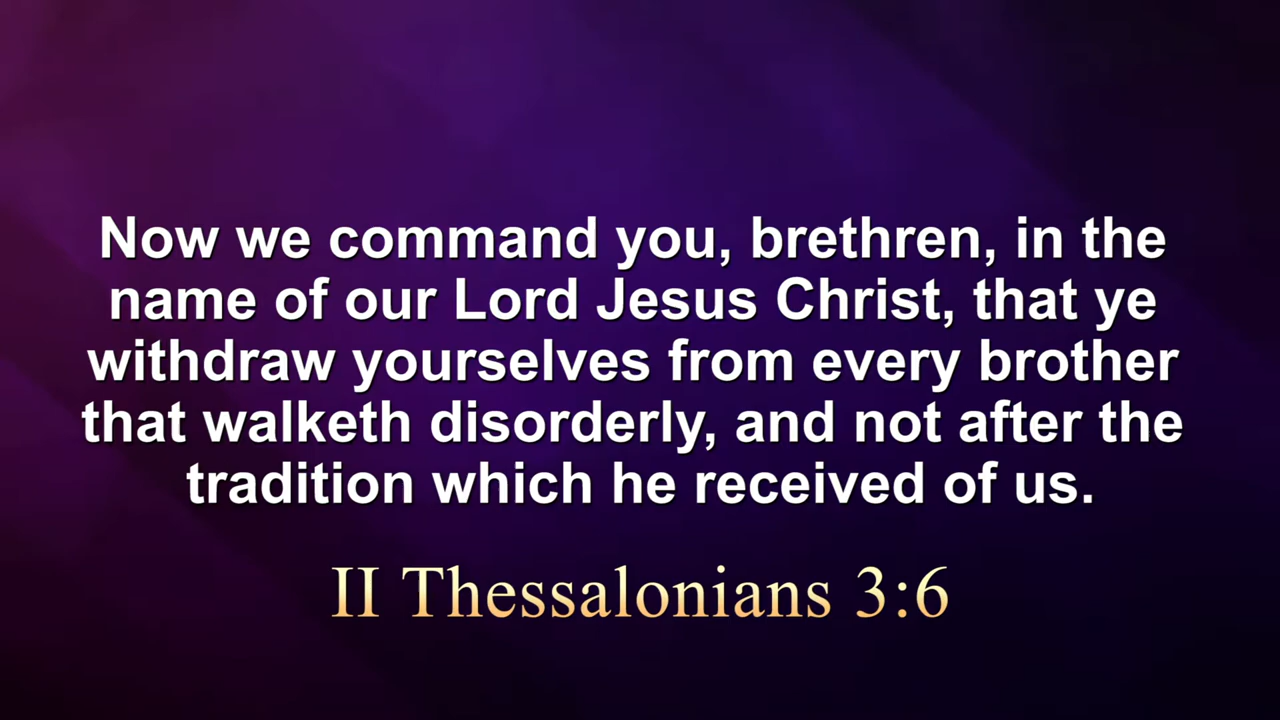 Now we command you, brethren, in the
name of our Lord Jesus Christ, that ye
withdraw yourselves from every brother
that walketh disorderly, and not after the
tradition which he received of us.
II Thessalonians 3:6